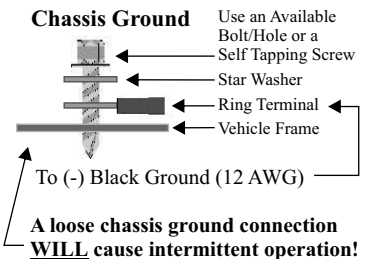 Chassis Ground
Use an Available
Bolt/Hole or a
Self Tapping Screw
Star Washer
Ring Terminal
Vehicle Frame
To (-) Black Ground (12 AWG)
A loose chassis ground connection
WILL cause intermittent operation!